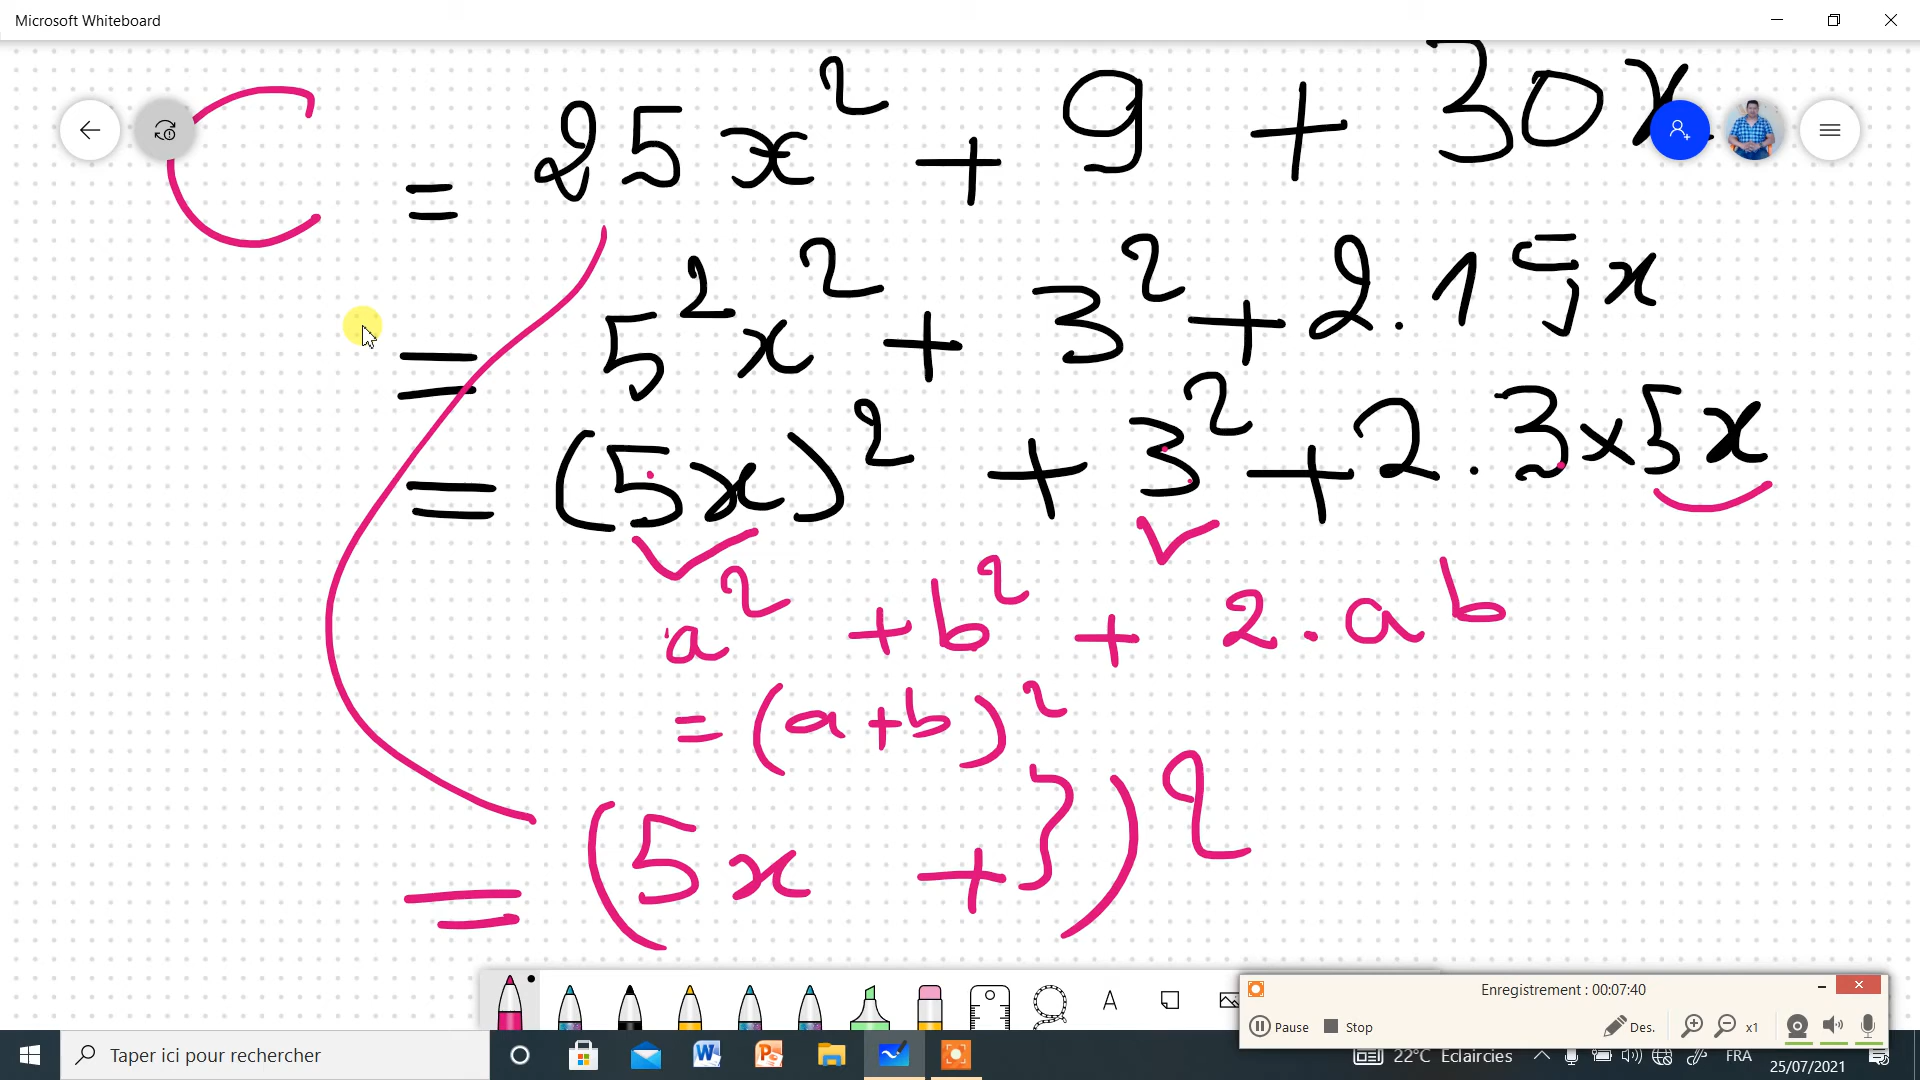 Microsoft Whiteboard
C = 25x² + 9 + 30x
= 5²x² + 3² + 2.15x
= (5x)² + 3² + 2.3×5x
a² + b² + 2.ab
= (a+b)²
= (5x + 3)²
A
Enregistrement : 00:07:40
Pause Stop Des. x1
Taper ici pour rechercher
22°C Eclaircies FRA 25/07/2021